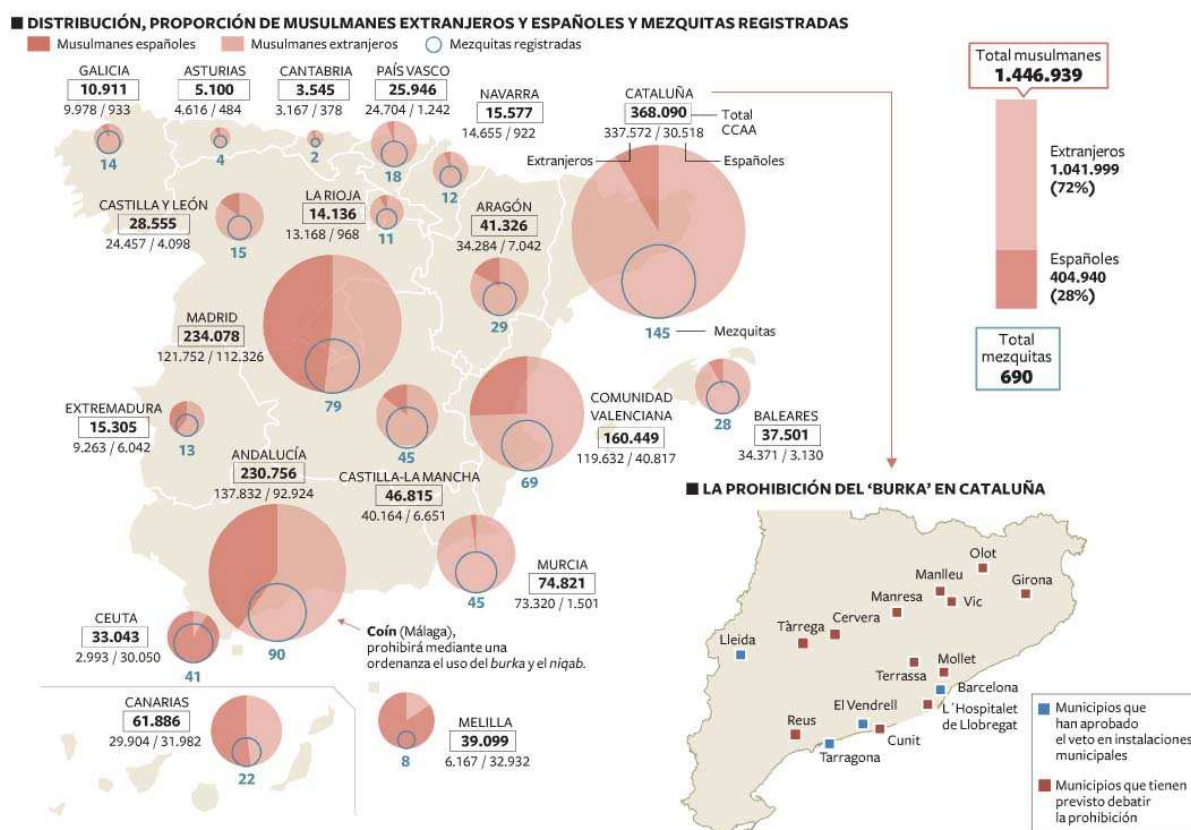 ■ DISTRIBUCIÓN, PROPORCIÓN DE MUSULMANES EXTRANJEROS Y ESPAÑOLES Y MEZQUITAS REGISTRADAS
Musulmanes españoles
Musulmanes extranjeros
Mezquitas registradas
GALICIA
10.911
9.978 / 933
14
ASTURIAS
5.100
4.616 / 484
4
CANTABRIA
3.545
3.167 / 378
2
PAÍS VASCO
25.946
24.704 / 1.242
18
NAVARRA
15.577
14.655 / 922
12
CATALUÑA
368.090
337.572 / 30.518
Total
CCAA
Extranjeros
Españoles
145
Mezquitas
CASTILLA Y LEÓN
28.555
24.457 / 4.098
15
LA RIOJA
14.136
13.168 / 968
11
ARAGÓN
41.326
34.284 / 7.042
29
MADRID
234.078
121.752 / 112.326
79
EXTREMADURA
15.305
9.263 / 6.042
13
CASTILLA-LA MANCHA
46.815
40.164 / 6.651
45
COMUNIDAD
VALENCIANA
160.449
119.632 / 40.817
69
BALEARES
37.501
34.371 / 3.130
28
ANDALUCÍA
230.756
137.832 / 92.924
90
MURCIA
74.821
73.320 / 1.501
45
CEUTA
33.043
2.993 / 30.050
41
Coín (Málaga),
prohibirá mediante una
ordenanza el uso del burka y el niqab.
CANARIAS
61.886
29.904 / 31.982
22
MELILLA
39.099
6.167 / 32.932
8
Total musulmanes
1.446.939
Extranjeros
1.041.999
(72%)
Españoles
404.940
(28%)
Total
mezquitas
690
■ LA PROHIBICIÓN DEL ‘BURKA’ EN CATALUÑA
Olot
Manlleu
Girona
Manresa
Vic
Cervera
Tàrrega
Lleida
Mollet
Terrassa
Barcelona
El Vendrell
L´Hospitalet
de Llobregat
Reus
Cunit
Tarragona
Municipios que
han aprobado
el veto en instalaciones
municipales
Municipios que tienen
previsto debatir
la prohibición